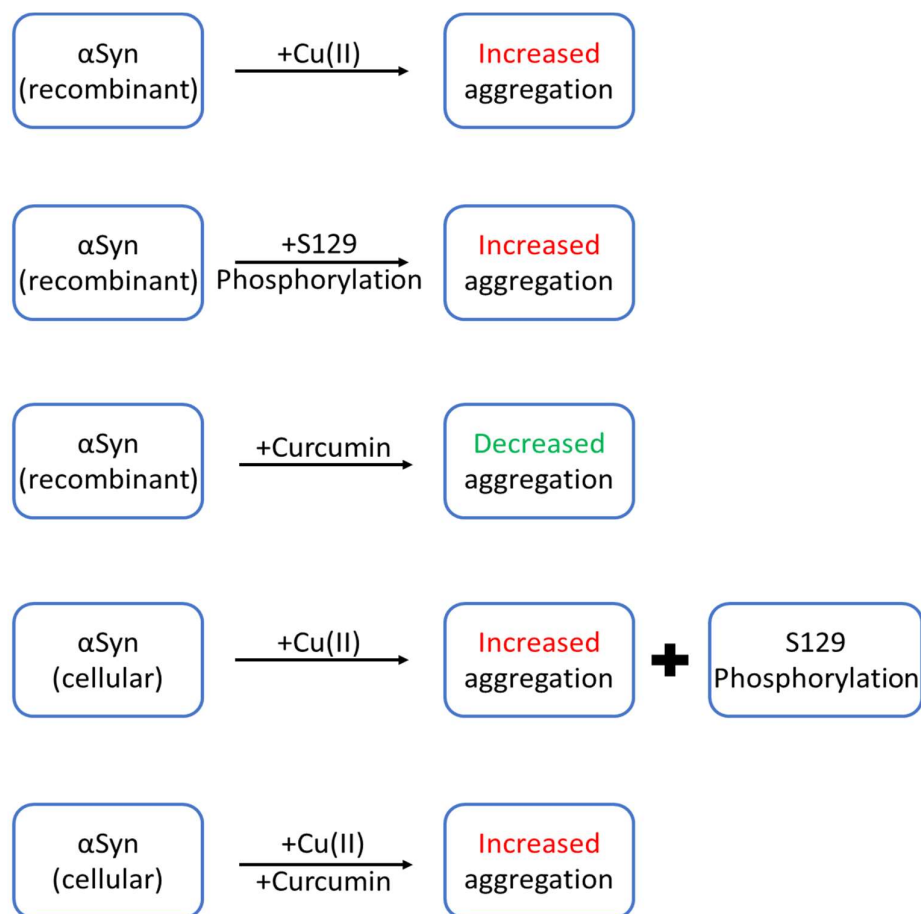 αSyn
(recombinant)
+Cu(II)
Increased
aggregation
αSyn
(recombinant)
+S129
Phosphorylation
Increased
aggregation
αSyn
(recombinant)
+Curcumin
Decreased
aggregation
αSyn
(cellular)
+Cu(II)
Increased
aggregation
S129
Phosphorylation
αSyn
(cellular)
+Cu(II)
+Curcumin
Increased
aggregation